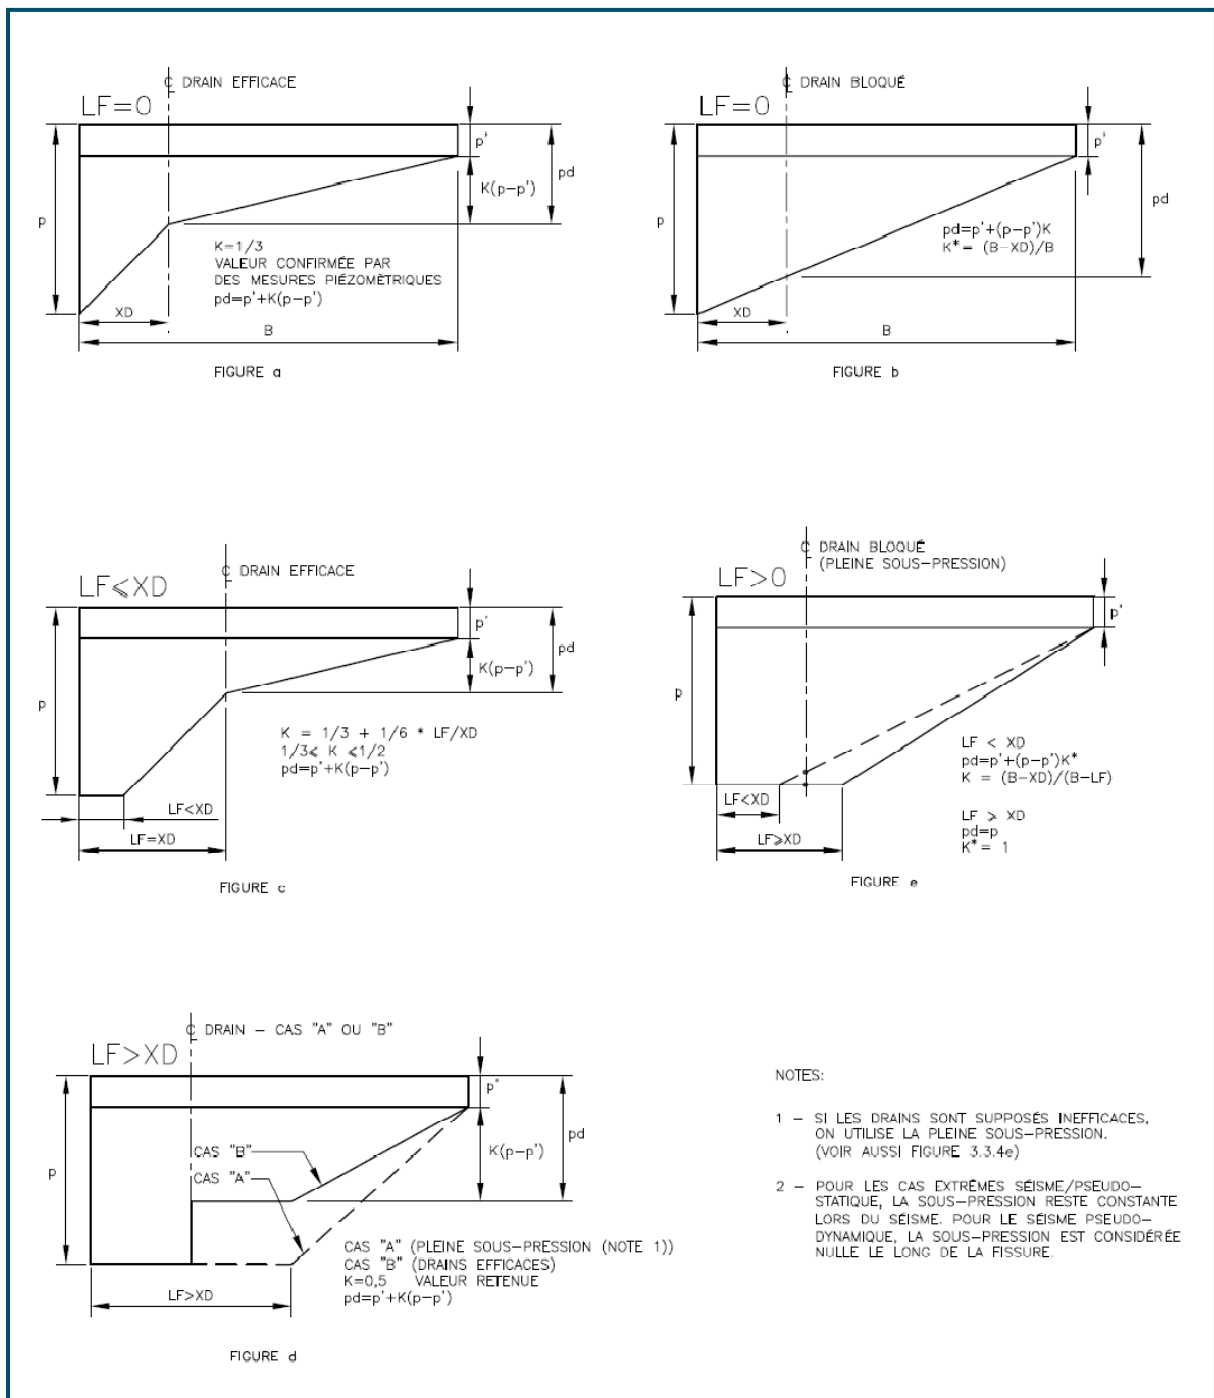 ℄ DRAIN EFFICACE
LF=0
p'
pd
K(p-p')
p
K=1/3
VALEUR CONFIRMÉE PAR
DES MESURES PIÉZOMÈTRIQUES
pd=p'+K(p-p')
XD
B
FIGURE a
℄ DRAIN BLOQUÉ
LF=0
p'
pd
p
pd=p'+(p-p')K
K*= (B-XD)/B
XD
B
FIGURE b
℄ DRAIN EFFICACE
LF⩽XD
p'
pd
K(p-p')
p
K = 1/3 + 1/6 * LF/XD
1/3⩽ K ⩽1/2
pd=p'+K(p-p')
LF<XD
LF=XD
FIGURE c
℄ DRAIN BLOQUÉ
(PLEINE SOUS-PRESSION)
LF>0
p'
p
LF < XD
pd=p'+(p-p')K*
K = (B-XD)/(B-LF)
LF<XD
LF ⩾ XD
pd=p
K*= 1
LF⩾XD
FIGURE e
℄ DRAIN - CAS "A" OU "B"
LF>XD
p"
pd
K(p-p')
CAS "B"
p
CAS "A"
CAS "A" (PLEINE SOUS-PRESSION (NOTE 1))
CAS "B" (DRAINS EFFICACES)
K=0,5 VALEUR RETENUE
pd=p'+K(p-p')
LF>XD
FIGURE d
NOTES:
1 - SI LES DRAINS SONT SUPPOSÉS INEFFICACES,
ON UTILISE LA PLEINE SOUS-PRESSION.
(VOIR AUSSI FIGURE 3.3.4e)
2 - POUR LES CAS EXTRÊMES SÉISME/PSEUDO-
STATIQUE, LA SOUS-PRESSION RESTE CONSTANTE
LORS DU SÉISME. POUR LE SÉISME PSEUDO-
DYNAMIQUE, LA SOUS-PRESSION EST CONSIDÉRÉE
NULLE LE LONG DE LA FISSURE.